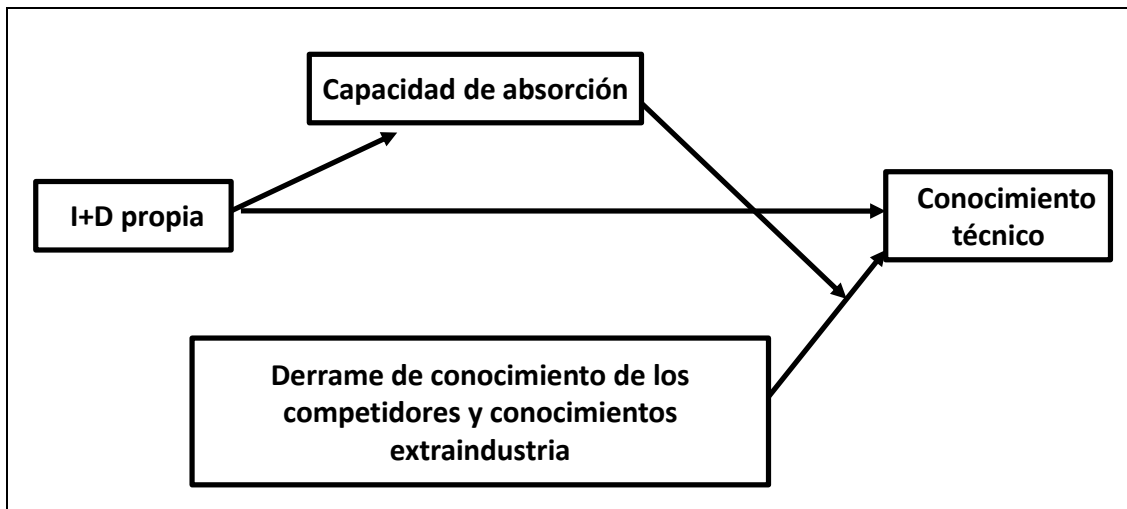 Capacidad de absorción
I+D propia
Conocimiento
técnico
Derrame de conocimiento de los
competidores y conocimientos
extraindustria